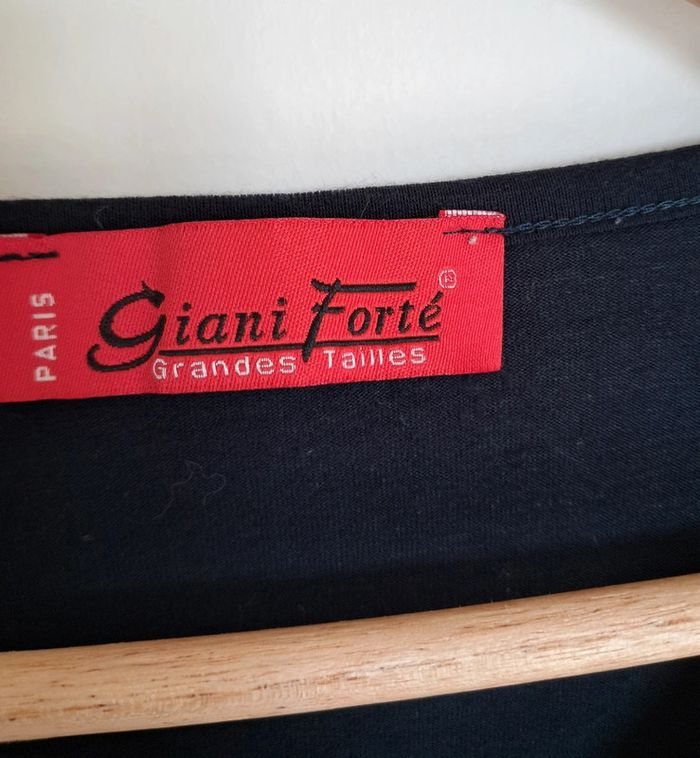 PARIS
Giani Forté
Grandes Tailles